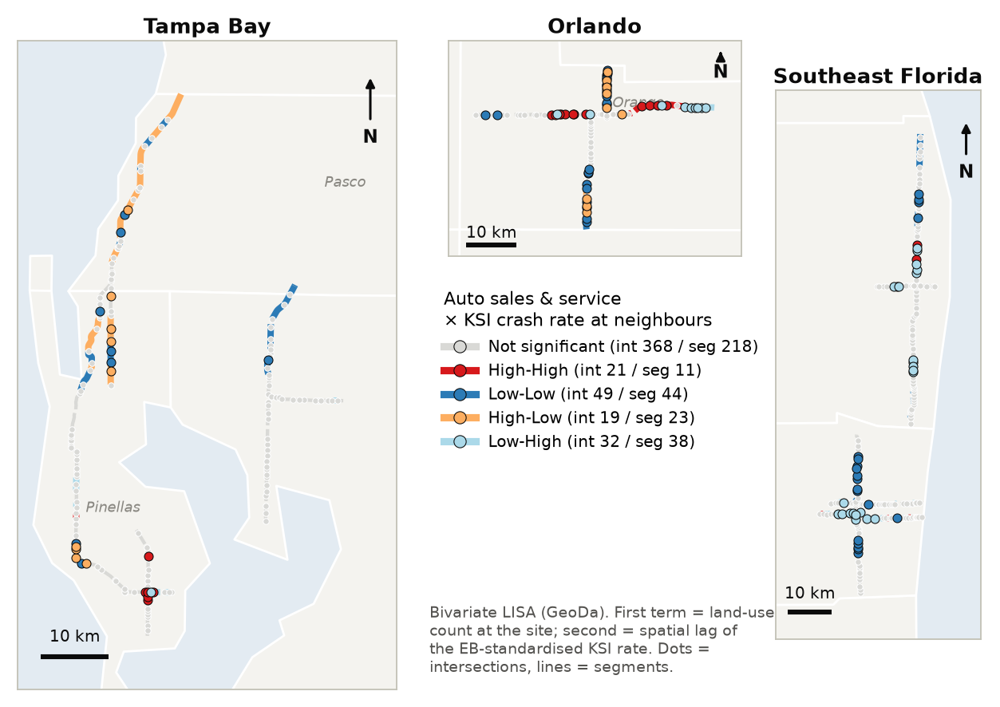 Tampa Bay
Orlando
Southeast Florida
N
N
N
Pasco
Orange
Pinellas
10 km
10 km
10 km
Auto sales & service
× KSI crash rate at neighbours
Not significant (int 368 / seg 218)
High-High (int 21 / seg 11)
Low-Low (int 49 / seg 44)
High-Low (int 19 / seg 23)
Low-High (int 32 / seg 38)
Bivariate LISA (GeoDa). First term = land-use
count at the site; second = spatial lag of
the EB-standardised KSI rate. Dots =
intersections, lines = segments.